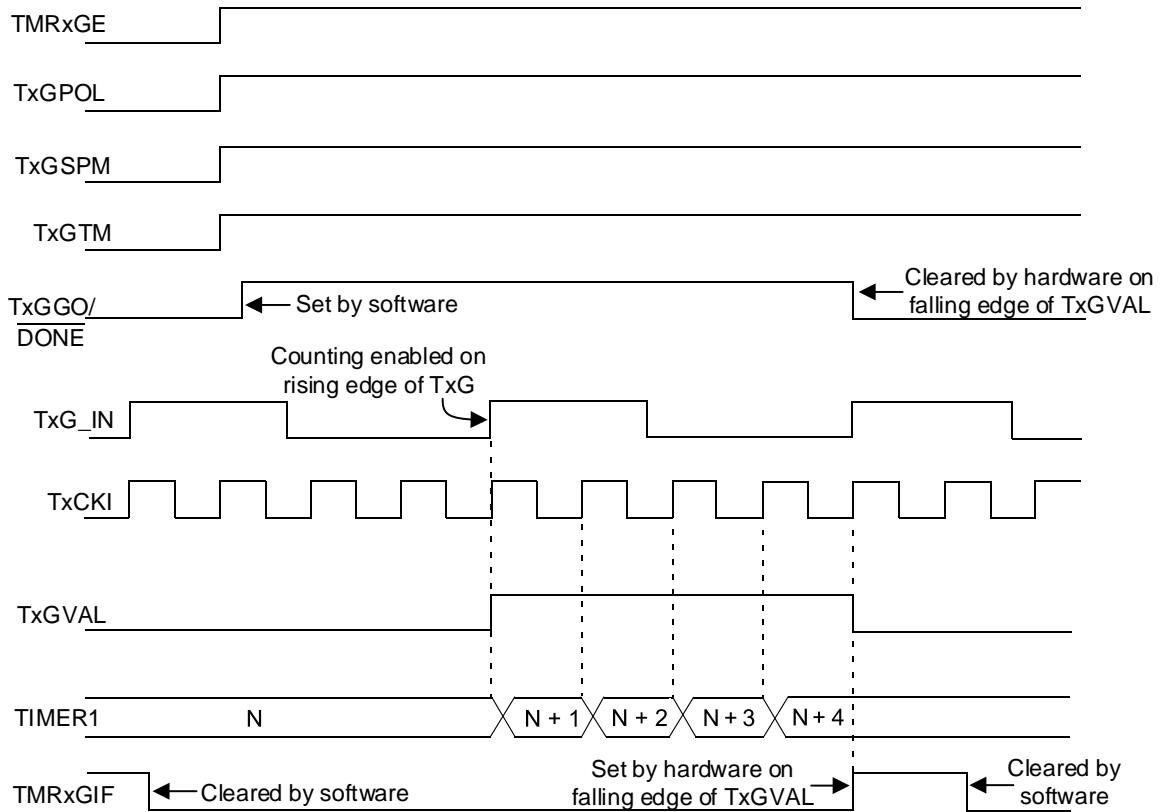 TMRxGE
TxGPOL
TxGSPM
TxGTM
TxGGO/
DONE
Set by software
Cleared by hardware on
falling edge of TxGVAL
Counting enabled on
rising edge of TxG
TxG_IN
TxCKI
TxGVAL
TIMER1
N
N + 1
N + 2
N + 3
N + 4
TMRxGIF
Cleared by software
Set by hardware on
falling edge of TxGVAL
Cleared by
software